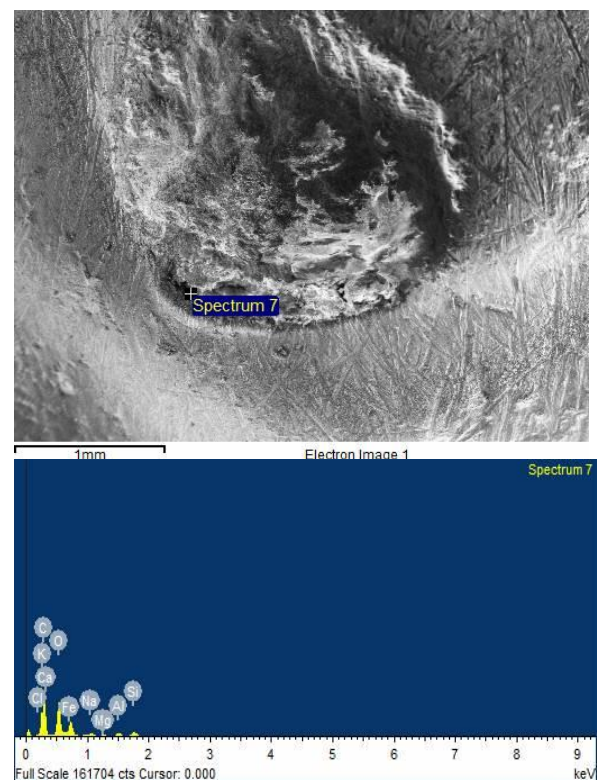 Spectrum 7
1mm
Electron Image 1
Spectrum 7
C
O
K
Ca
Cl
Fe
Na
Mg
Al
Si
0 1 2 3 4 5 6 7 8 9
Full Scale 161704 cts Cursor: 0.000
keV